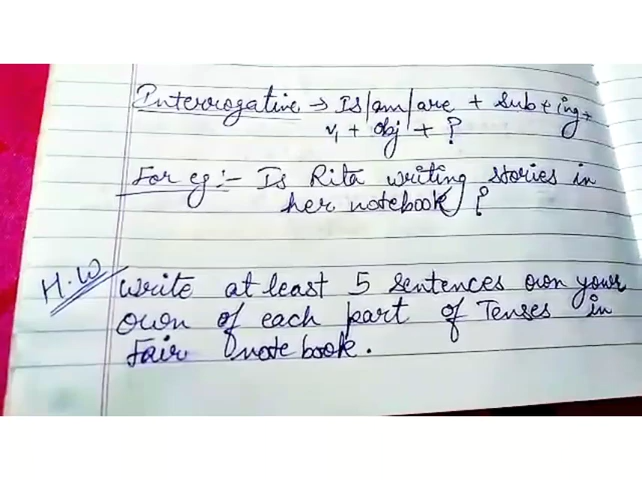 Interrogative → Is/am/are + sub + ing +
v1 + obj + ?
For eg:- Is Rita writing stories in
her notebook ?
H.W Write at least 5 sentences own your
own of each part of Tenses in
Fair notebook.